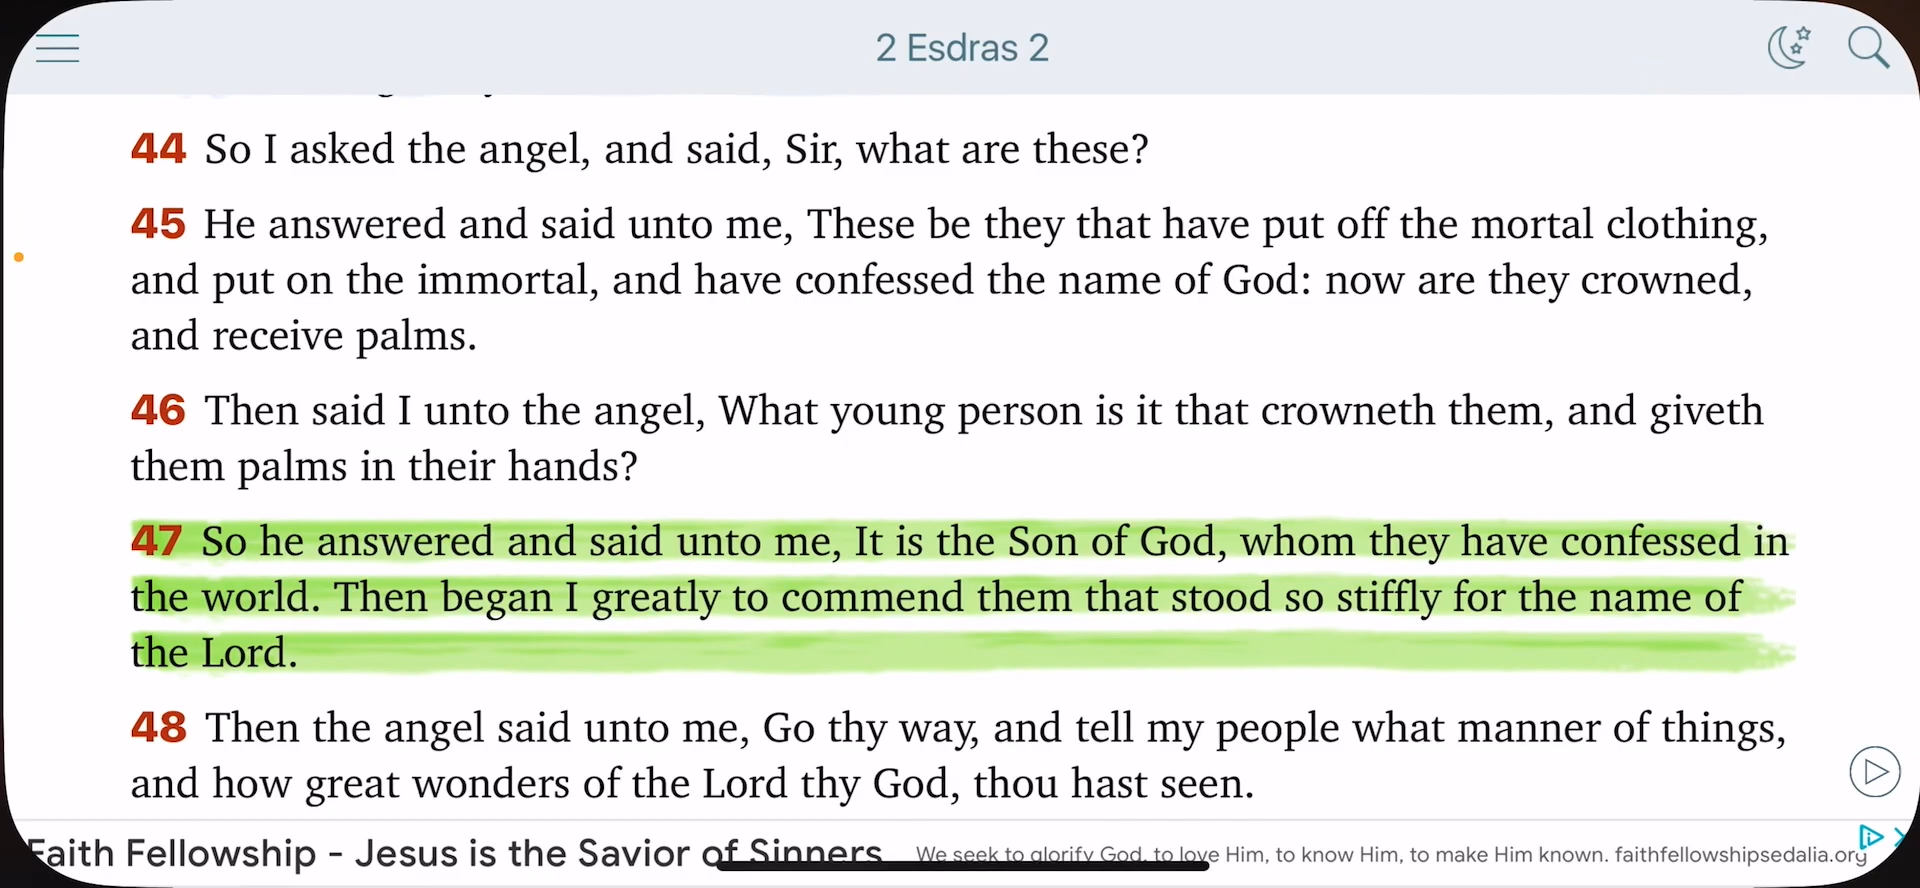 2 Esdras 2
44 So I asked the angel, and said, Sir, what are these?
45 He answered and said unto me, These be they that have put off the mortal clothing,
and put on the immortal, and have confessed the name of God: now are they crowned,
and receive palms.
46 Then said I unto the angel, What young person is it that crowneth them, and giveth
them palms in their hands?
47 So he answered and said unto me, It is the Son of God, whom they have confessed in
the world. Then began I greatly to commend them that stood so stiffly for the name of
the Lord.
48 Then the angel said unto me, Go thy way, and tell my people what manner of things,
and how great wonders of the Lord thy God, thou hast seen.
Faith Fellowship - Jesus is the Savior of Sinners We seek to glorify God, to love Him, to know Him, to make Him known. faithfellowshipsedalia.org